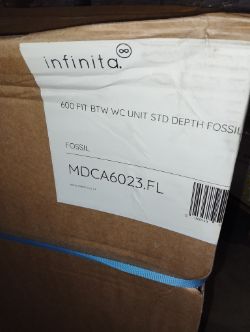 infinita.
600 FIT BTW WC UNIT STD DEPTH FOSSIL
FOSSIL
MDCA6023.FL